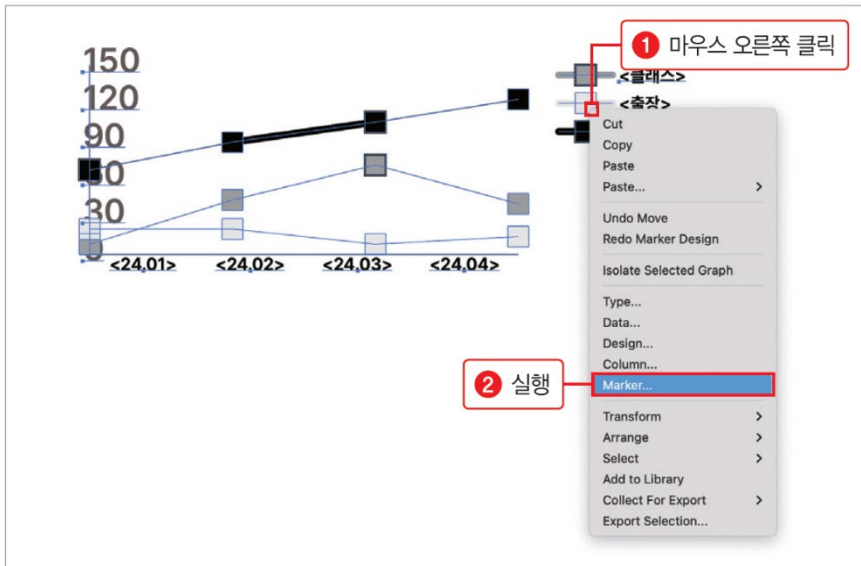 150
120
90
60
30
0
<24,01>
<24,02>
<24,03>
<24,04>
<클래스>
<출장>
1 마우스 오른쪽 클릭
Cut
Copy
Paste
Paste... >
Undo Move
Redo Marker Design
Isolate Selected Graph
Type...
Data...
Design...
Column...
2 실행
Marker...
Transform >
Arrange >
Select >
Add to Library
Collect For Export >
Export Selection...